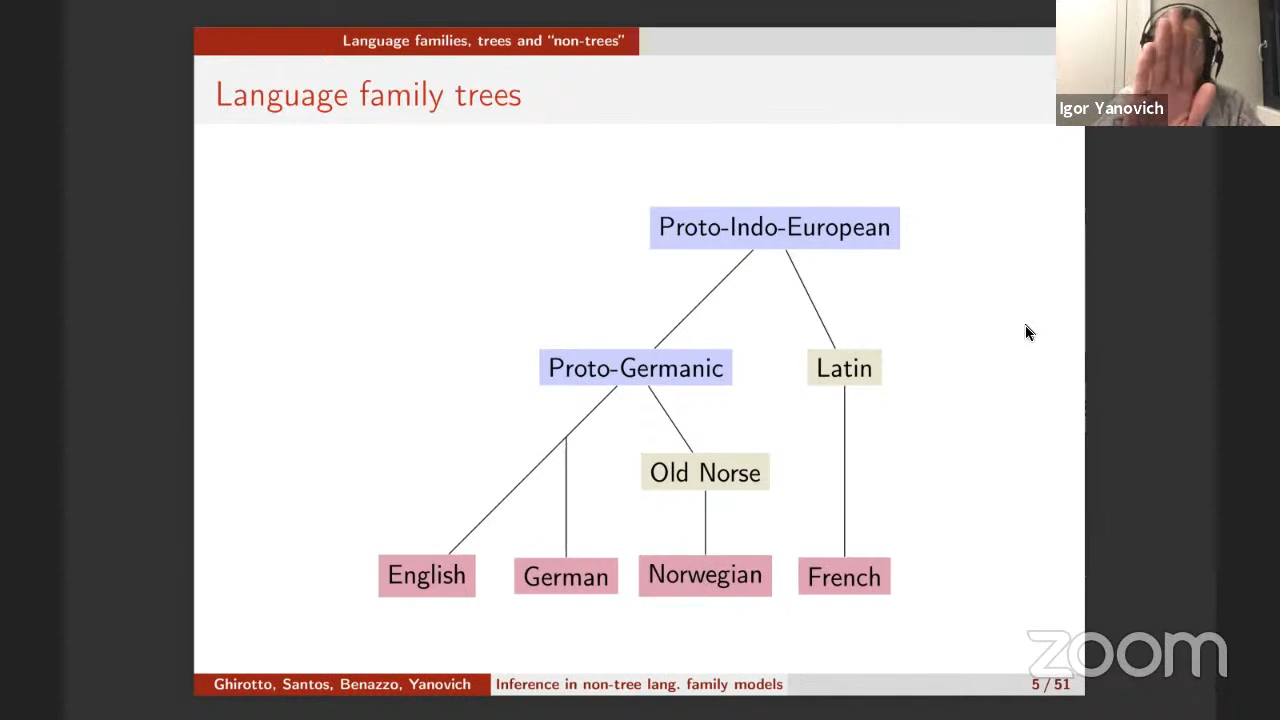 Language families, trees and “non-trees”
Language family trees
Igor Yanovich
Proto-Indo-European
Proto-Germanic
Latin
Old Norse
English
German
Norwegian
French
zoom
Ghirotto, Santos, Benazzo, Yanovich
Inference in non-tree lang. family models
5 / 51